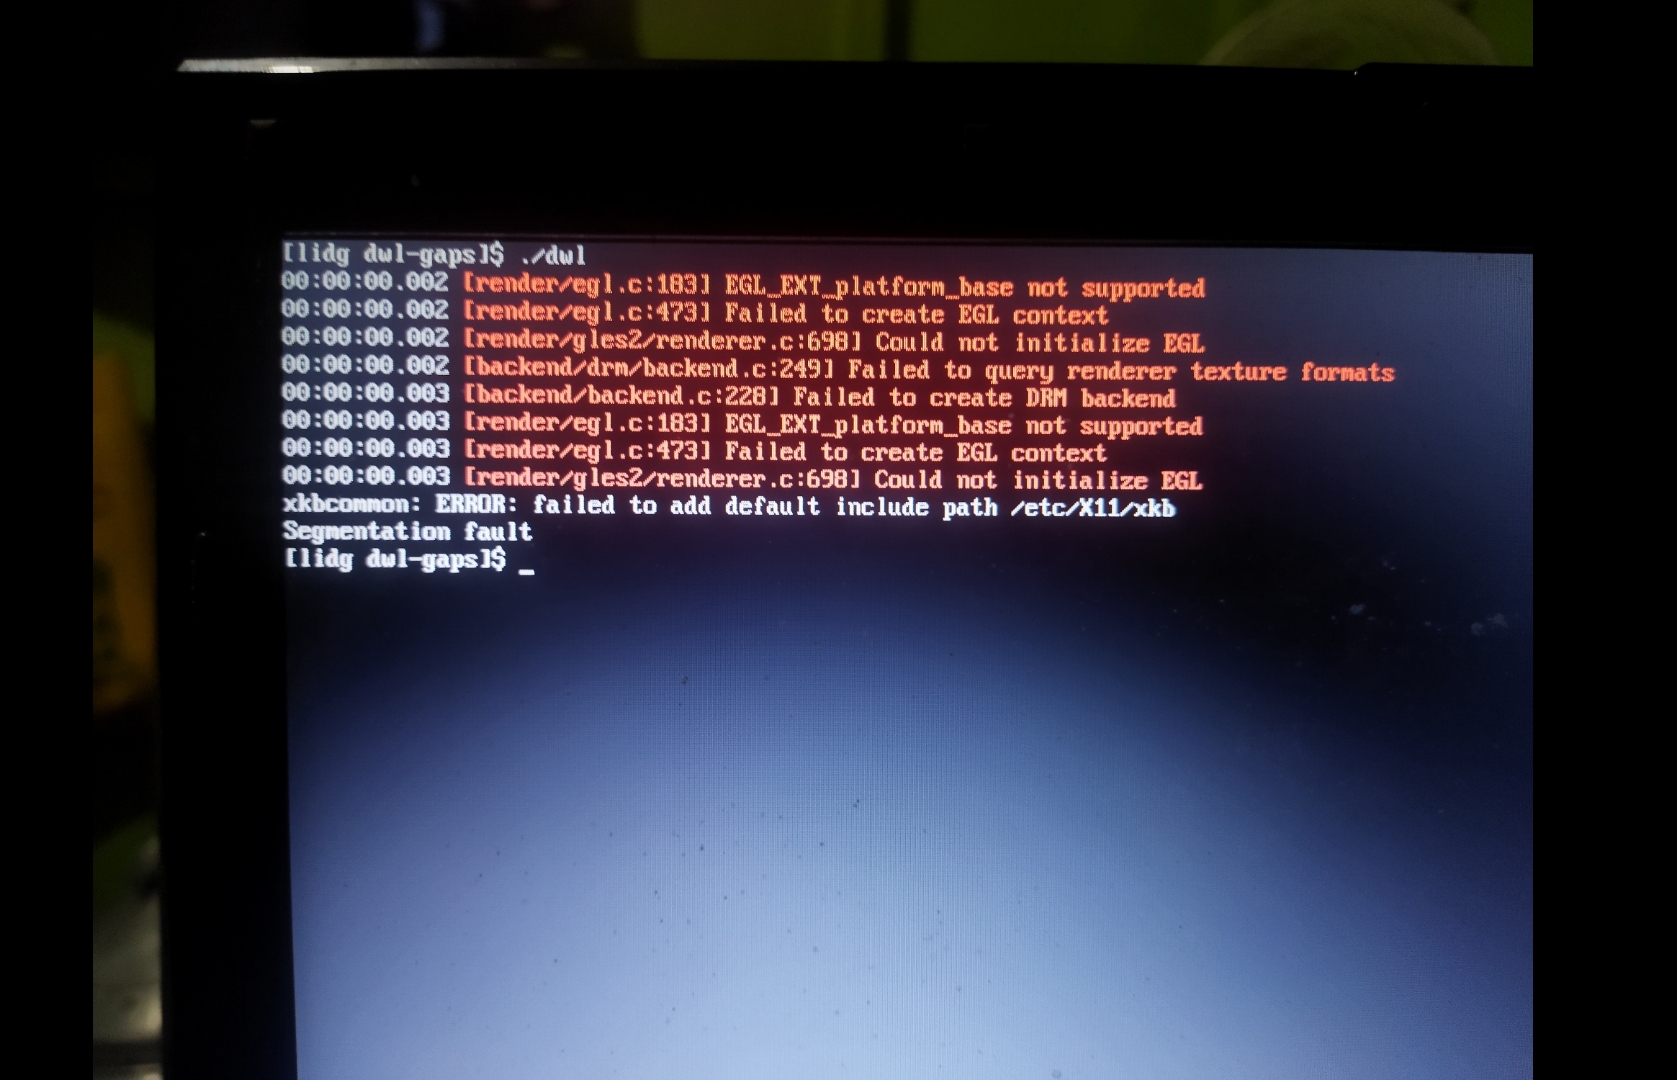 [lidg dwl-gaps]$ ./dwl
00:00:00.002 [render/egl.c:183] EGL_EXT_platform_base not supported
00:00:00.002 [render/egl.c:473] Failed to create EGL context
00:00:00.002 [render/gles2/renderer.c:698] Could not initialize EGL
00:00:00.002 [backend/drm/backend.c:249] Failed to query renderer texture formats
00:00:00.003 [backend/backend.c:228] Failed to create DRM backend
00:00:00.003 [render/egl.c:183] EGL_EXT_platform_base not supported
00:00:00.003 [render/egl.c:473] Failed to create EGL context
00:00:00.003 [render/gles2/renderer.c:698] Could not initialize EGL
xkbcommon: ERROR: failed to add default include path /etc/X11/xkb
Segmentation fault
[lidg dwl-gaps]$ _